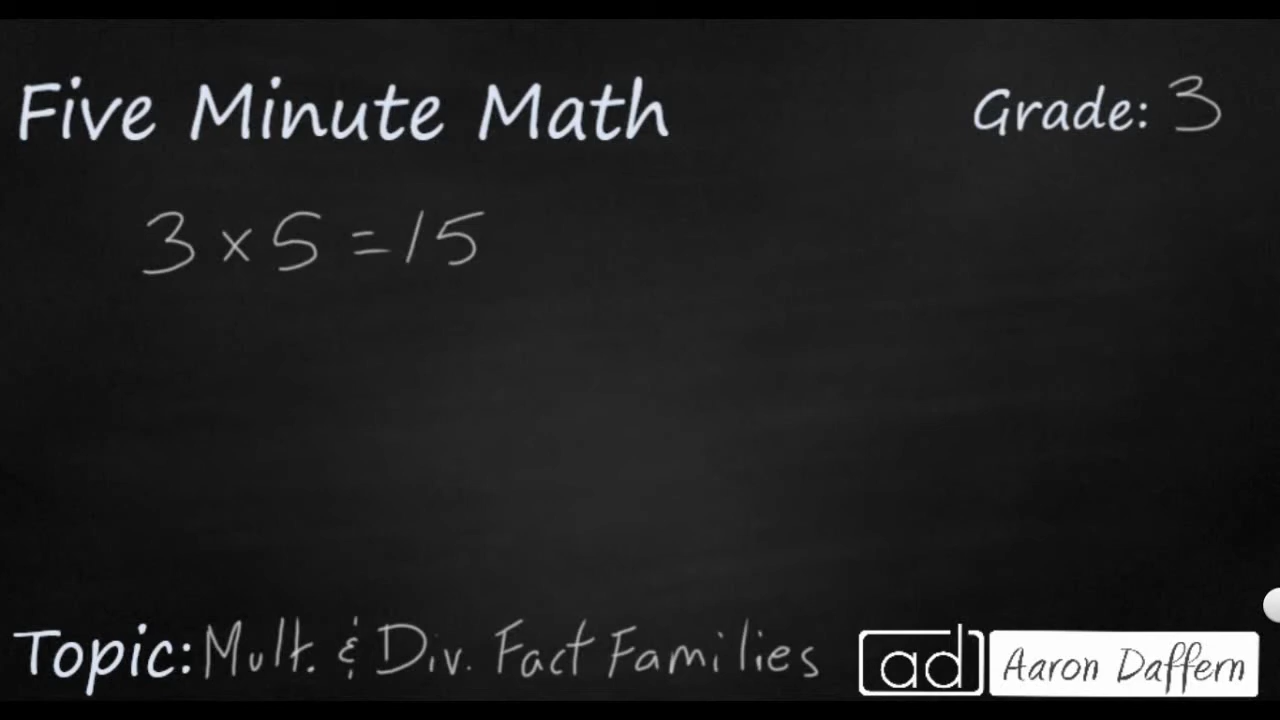 Five Minute Math Grade: 3
3 × 5 = 15
Topic: Mult. & Div. Fact Families ad Aaron Daffern